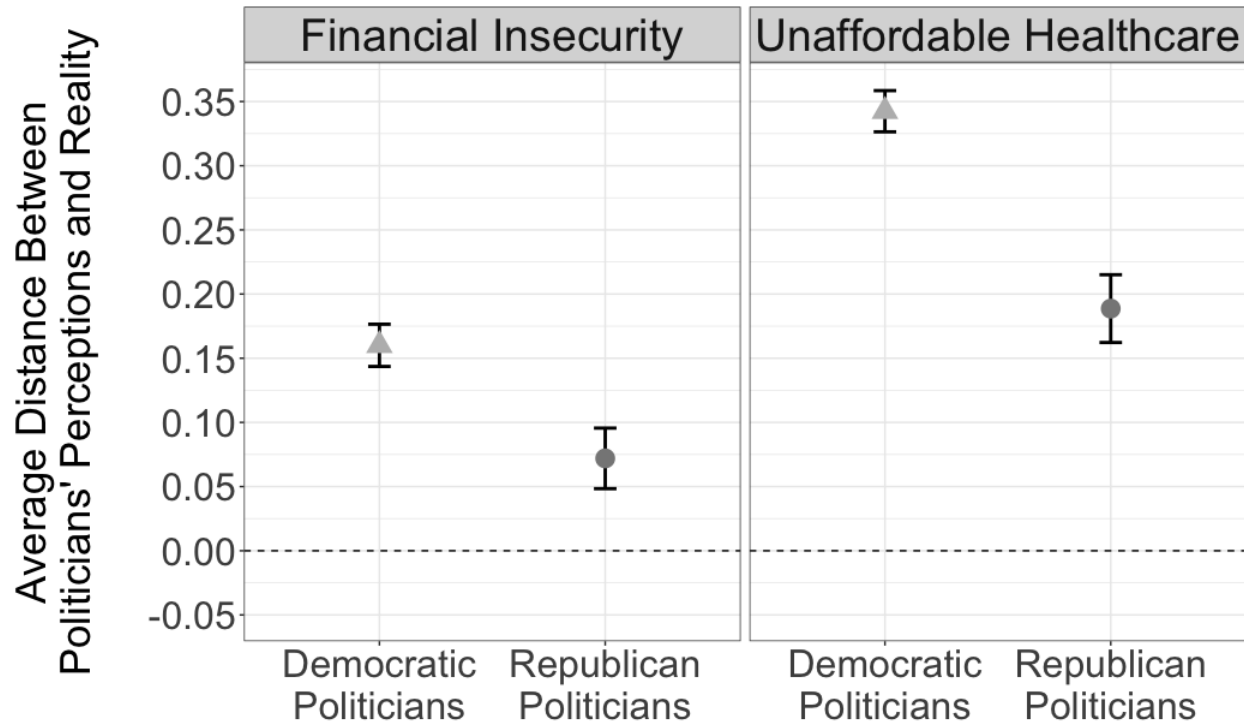 Financial Insecurity
Unaffordable Healthcare
Average Distance Between
Politicians' Perceptions and Reality
0.35
0.30
0.25
0.20
0.15
0.10
0.05
0.00
-0.05
Democratic
Politicians
Republican
Politicians
Democratic
Politicians
Republican
Politicians